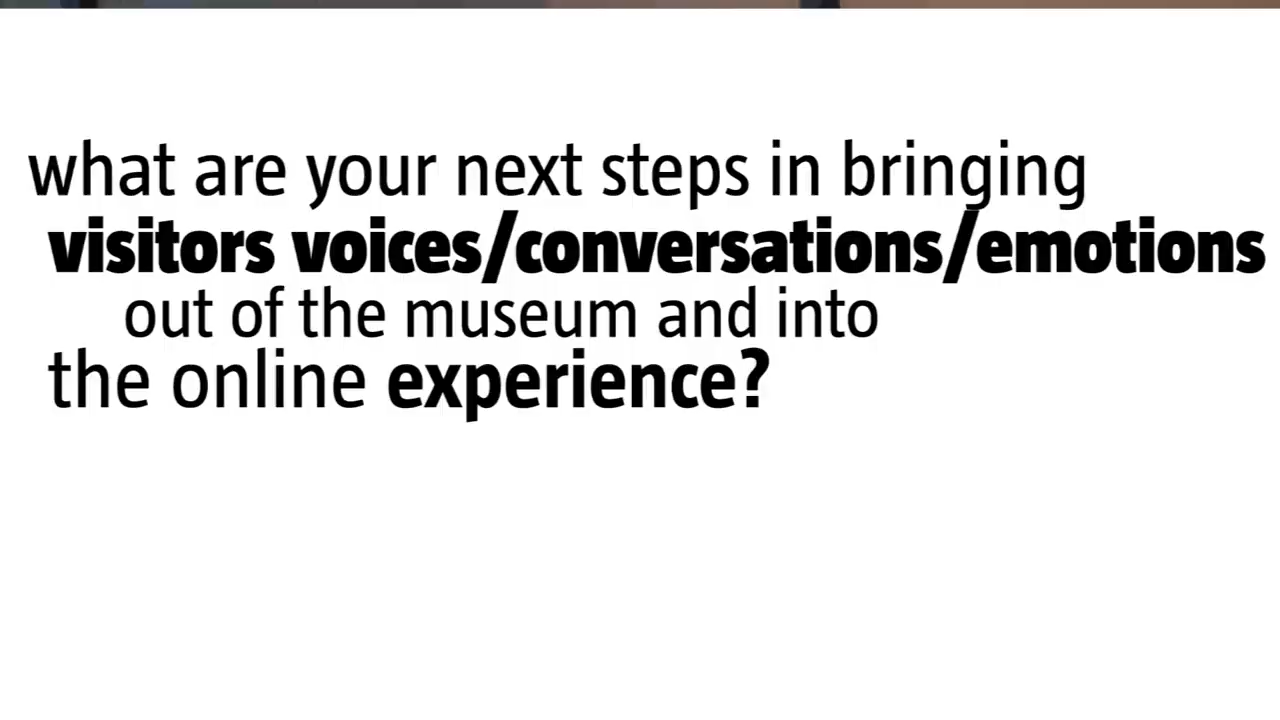 what are your next steps in bringing
visitors voices/conversations/emotions
out of the museum and into
the online experience?